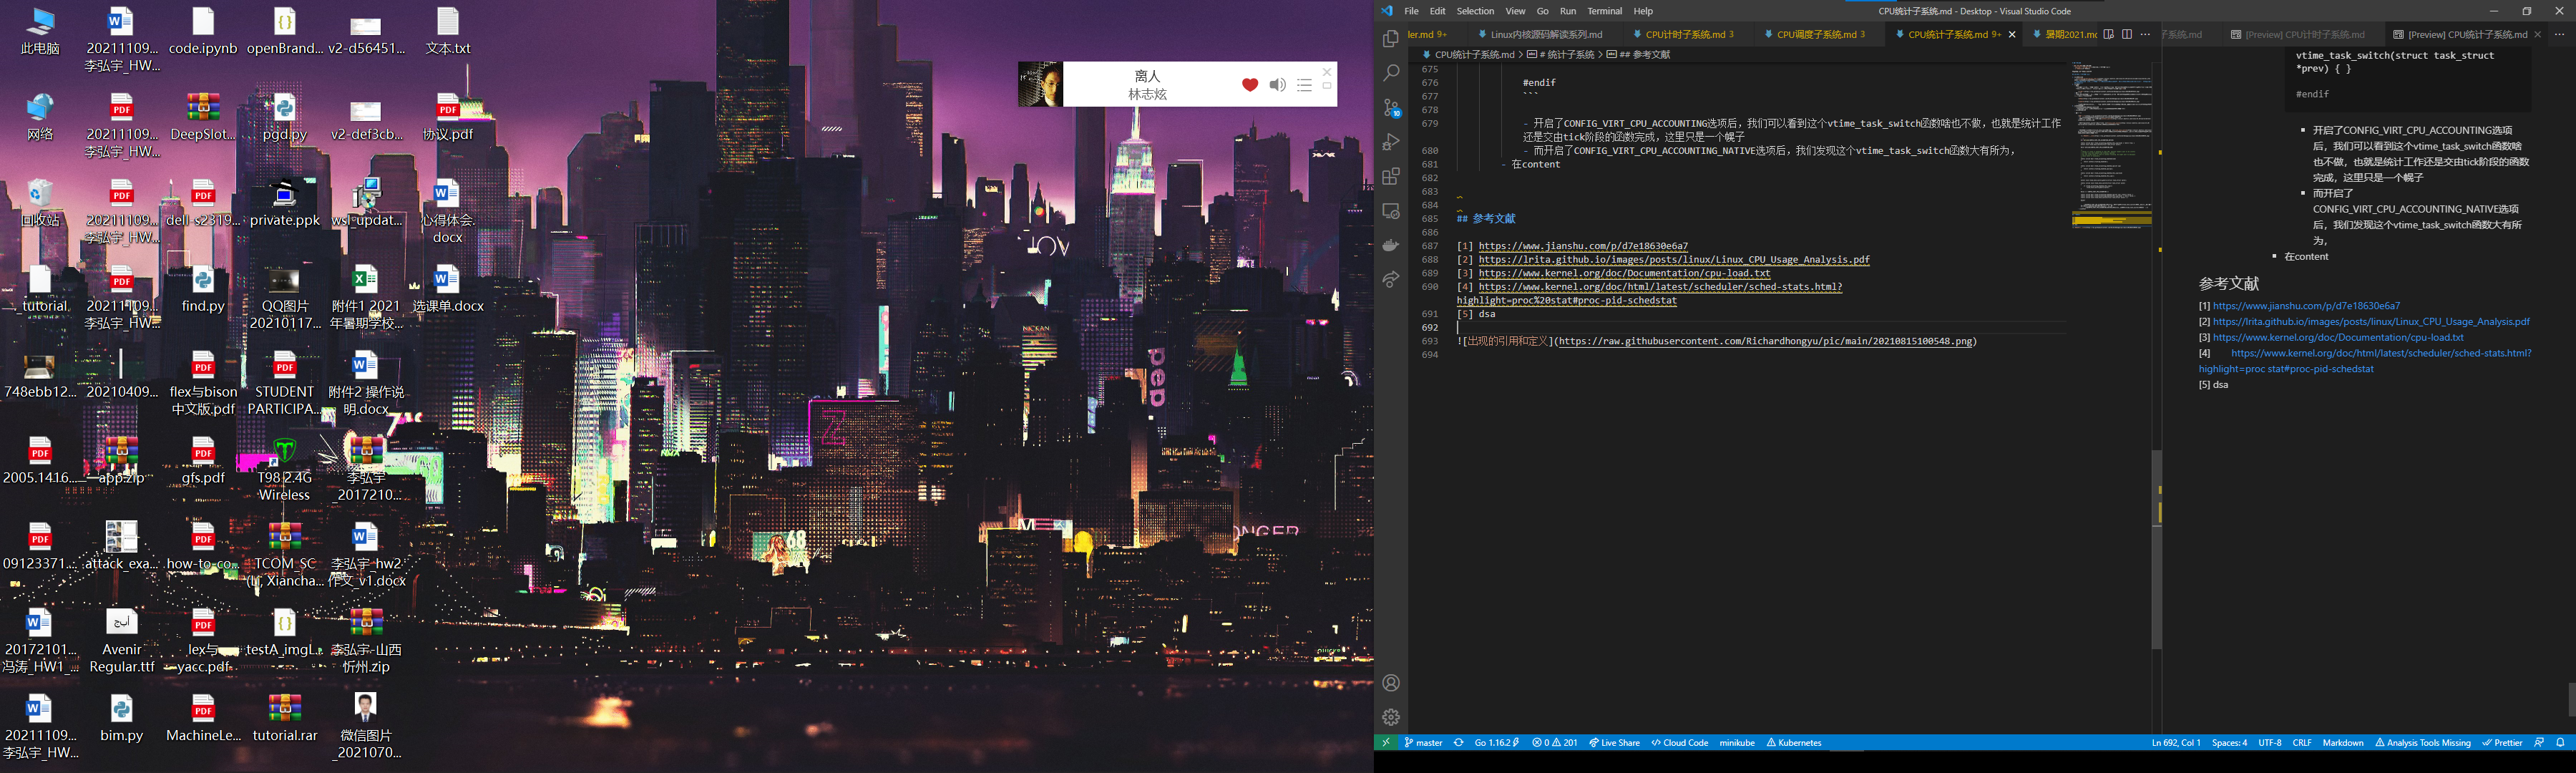 此电脑
20211109...
李弘宇_HW...
code.ipynb
openBrand...
v2-d56451...
文本.txt
网络
20211109...
李弘宇_HW...
DeepSlot...
pgd.py
v2-def3cb...
协议.pdf
回收站
20211109...
李弘宇_HW...
dell-s2319...
private.ppk
wsl_updat...
心得体会.
docx
_tutorial
20211109...
李弘宇_HW...
find.py
QQ图片
20210117...
附件1 2021
年暑期学校...
选课单.docx
748ebb12...
20210409...
flex与bison
中文版.pdf
STUDENT
PARTICIPA...
附件2 操作说
明.docx
2005.1416...
app.zip
gfs.pdf
T98 2.4G
Wireless
李弘宇
_2017210...
09123371...
attack_exa...
how-to-co...
TCOM_SC
(Li, Xiancha...
李弘宇_hw2
作文_v1.docx
20172101...
冯涛_HW1_...
Avenir
Regular.ttf
lex与
yacc.pdf
testA_imgL...
李弘宇-山西
忻州.zip
20211109...
李弘宇_HW...
bim.py
MachineLe...
tutorial.rar
微信图片
_2021070...
离人
林志炫
File Edit Selection View Go Run Terminal Help
CPU统计子系统.md - Desktop - Visual Studio Code
ler.md 9+
Linux内核源码解读系列.md
CPU计时子系统.md 3
CPU调度子系统.md 3
CPU统计子系统.md 9+
暑期2021.md
子系统.md
[Preview] CPU计时子系统.md
[Preview] CPU统计子系统.md
CPU统计子系统.md > # 统计子系统 > ## 参考文献
675
676 #endif
677 ```
678
679 - 开启了CONFIG_VIRT_CPU_ACCOUNTING选项后，我们可以看到这个vtime_task_switch函数啥也不做，也就是统计工作
还是交由tick阶段的函数完成，这里只是一个幌子
680 - 而开启了CONFIG_VIRT_CPU_ACCOUNTING_NATIVE选项后，我们发现这个vtime_task_switch函数大有所为，
681 - 在content
682
683
684
685 ## 参考文献
686
687 [1] https://www.jianshu.com/p/d7e18630e6a7
688 [2] https://lrita.github.io/images/posts/linux/Linux_CPU_Usage_Analysis.pdf
689 [3] https://www.kernel.org/doc/Documentation/cpu-load.txt
690 [4] https://www.kernel.org/doc/html/latest/scheduler/sched-stats.html?
highlight=proc%20stat#proc-pid-schedstat
691 [5] dsa
692
693 ![出现的引用和定义](https://raw.githubusercontent.com/Richardhongyu/pic/main/20210815100548.png)
694
vtime_task_switch(struct task_struct
*prev) { }
#endif
开启了CONFIG_VIRT_CPU_ACCOUNTING选项
后，我们可以看到这个vtime_task_switch函数啥
也不做，也就是统计工作还是交由tick阶段的函数
完成，这里只是一个幌子
而开启了
CONFIG_VIRT_CPU_ACCOUNTING_NATIVE选项
后，我们发现这个vtime_task_switch函数大有所
为，
在content
参考文献
[1] https://www.jianshu.com/p/d7e18630e6a7
[2] https://lrita.github.io/images/posts/linux/Linux_CPU_Usage_Analysis.pdf
[3] https://www.kernel.org/doc/Documentation/cpu-load.txt
[4] https://www.kernel.org/doc/html/latest/scheduler/sched-stats.html?
highlight=proc stat#proc-pid-schedstat
[5] dsa
master Go 1.16.2 0 201 Live Share Cloud Code minikube Kubernetes
Ln 692, Col 1 Spaces: 4 UTF-8 CRLF Markdown Analysis Tools Missing Prettier